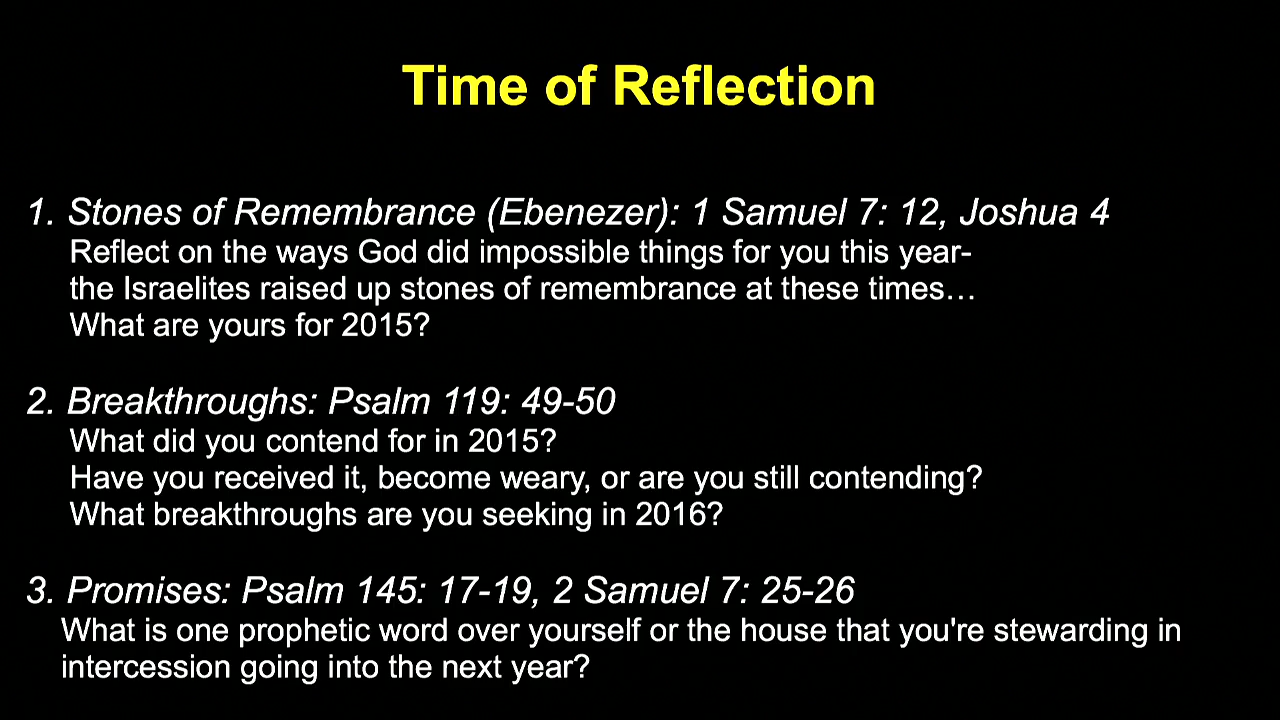 Time of Reflection
1. Stones of Remembrance (Ebenezer): 1 Samuel 7: 12, Joshua 4
Reflect on the ways God did impossible things for you this year-
the Israelites raised up stones of remembrance at these times…
What are yours for 2015?
2. Breakthroughs: Psalm 119: 49-50
What did you contend for in 2015?
Have you received it, become weary, or are you still contending?
What breakthroughs are you seeking in 2016?
3. Promises: Psalm 145: 17-19, 2 Samuel 7: 25-26
What is one prophetic word over yourself or the house that you're stewarding in
intercession going into the next year?